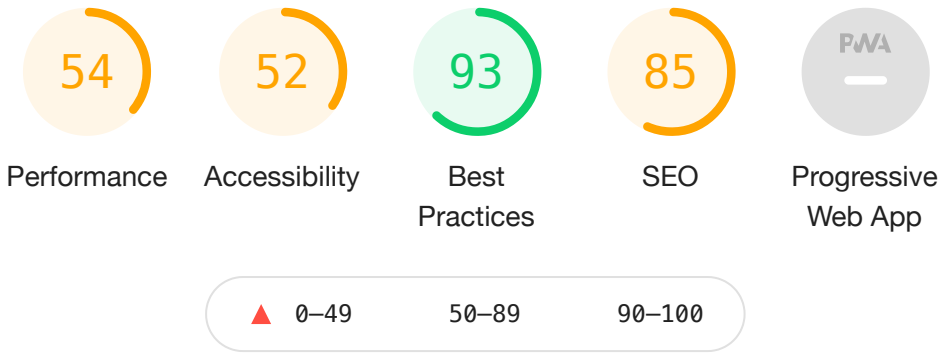 54 52 93 85 PWA
Performance Accessibility Best Practices SEO Progressive Web App
0–49 50–89 90–100